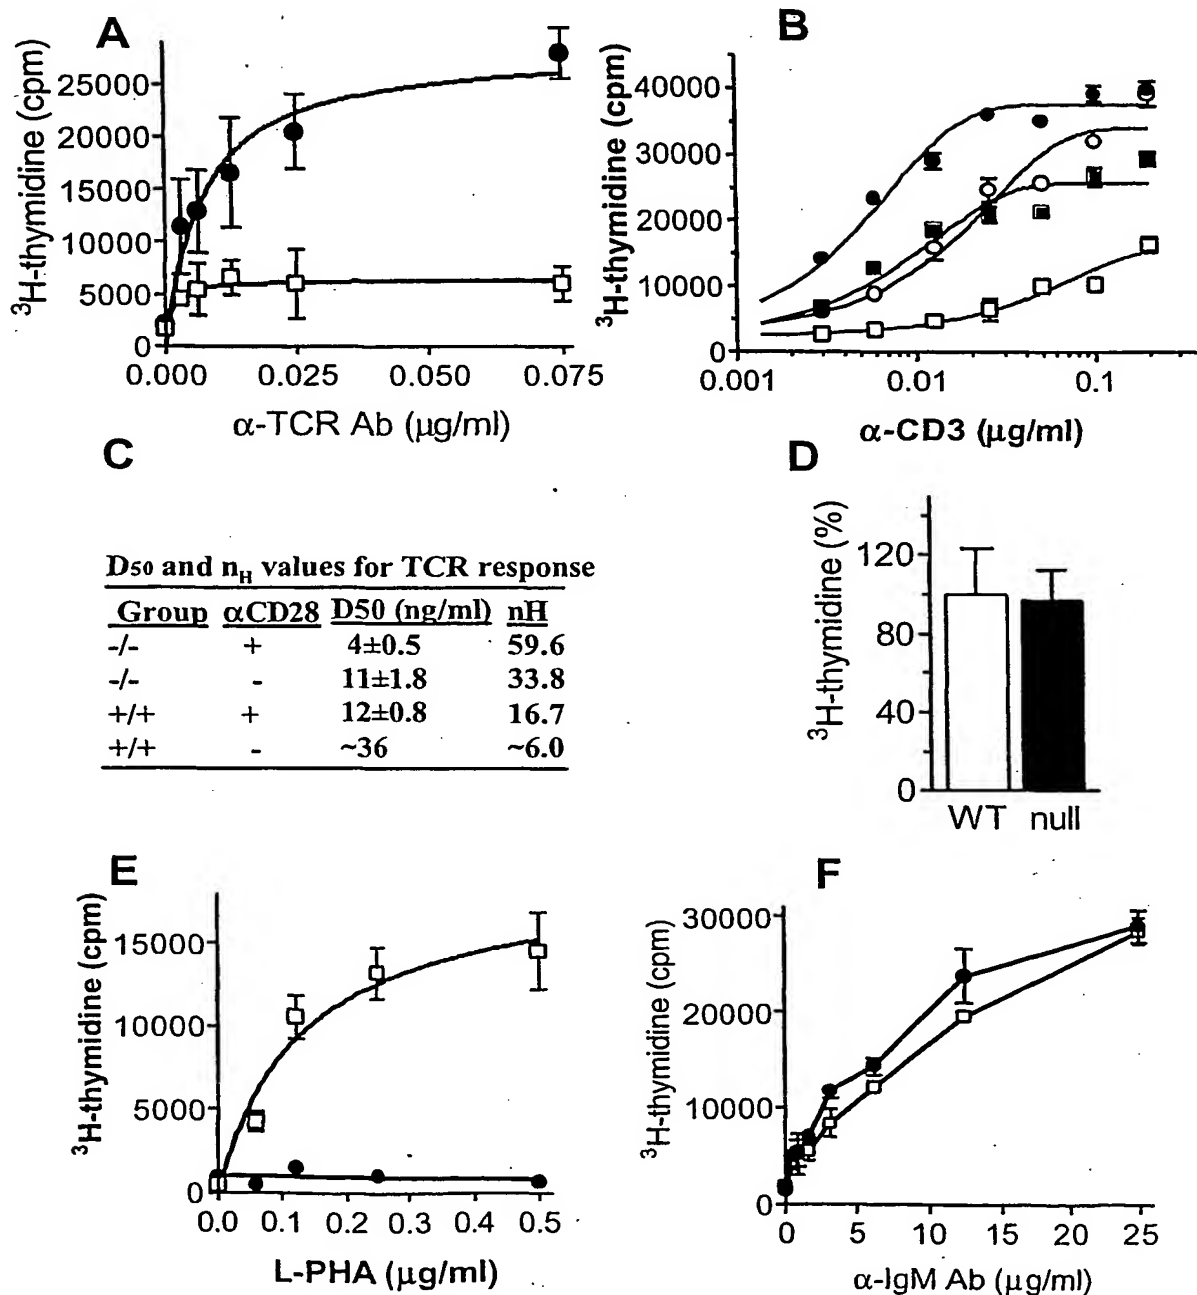 A
³H-thymidine (cpm)
25000
20000
15000
10000
5000
0
0.000 0.025 0.050 0.075
α-TCR Ab (μg/ml)
B
³H-thymidine (cpm)
40000
30000
20000
10000
0
0.001 0.01 0.1
α-CD3 (μg/ml)
C
D50 and nH values for TCR response
Group αCD28 D50 (ng/ml) nH
-/- + 4±0.5 59.6
-/- - 11±1.8 33.8
+/+ + 12±0.8 16.7
+/+ - ~36 ~6.0
D
³H-thymidine (%)
120
80
40
0
WT null
E
³H-thymidine (cpm)
15000
10000
5000
0
0.0 0.1 0.2 0.3 0.4 0.5
L-PHA (μg/ml)
F
³H-thymidine (cpm)
30000
20000
10000
0
0 5 10 15 20 25
α-IgM Ab (μg/ml)